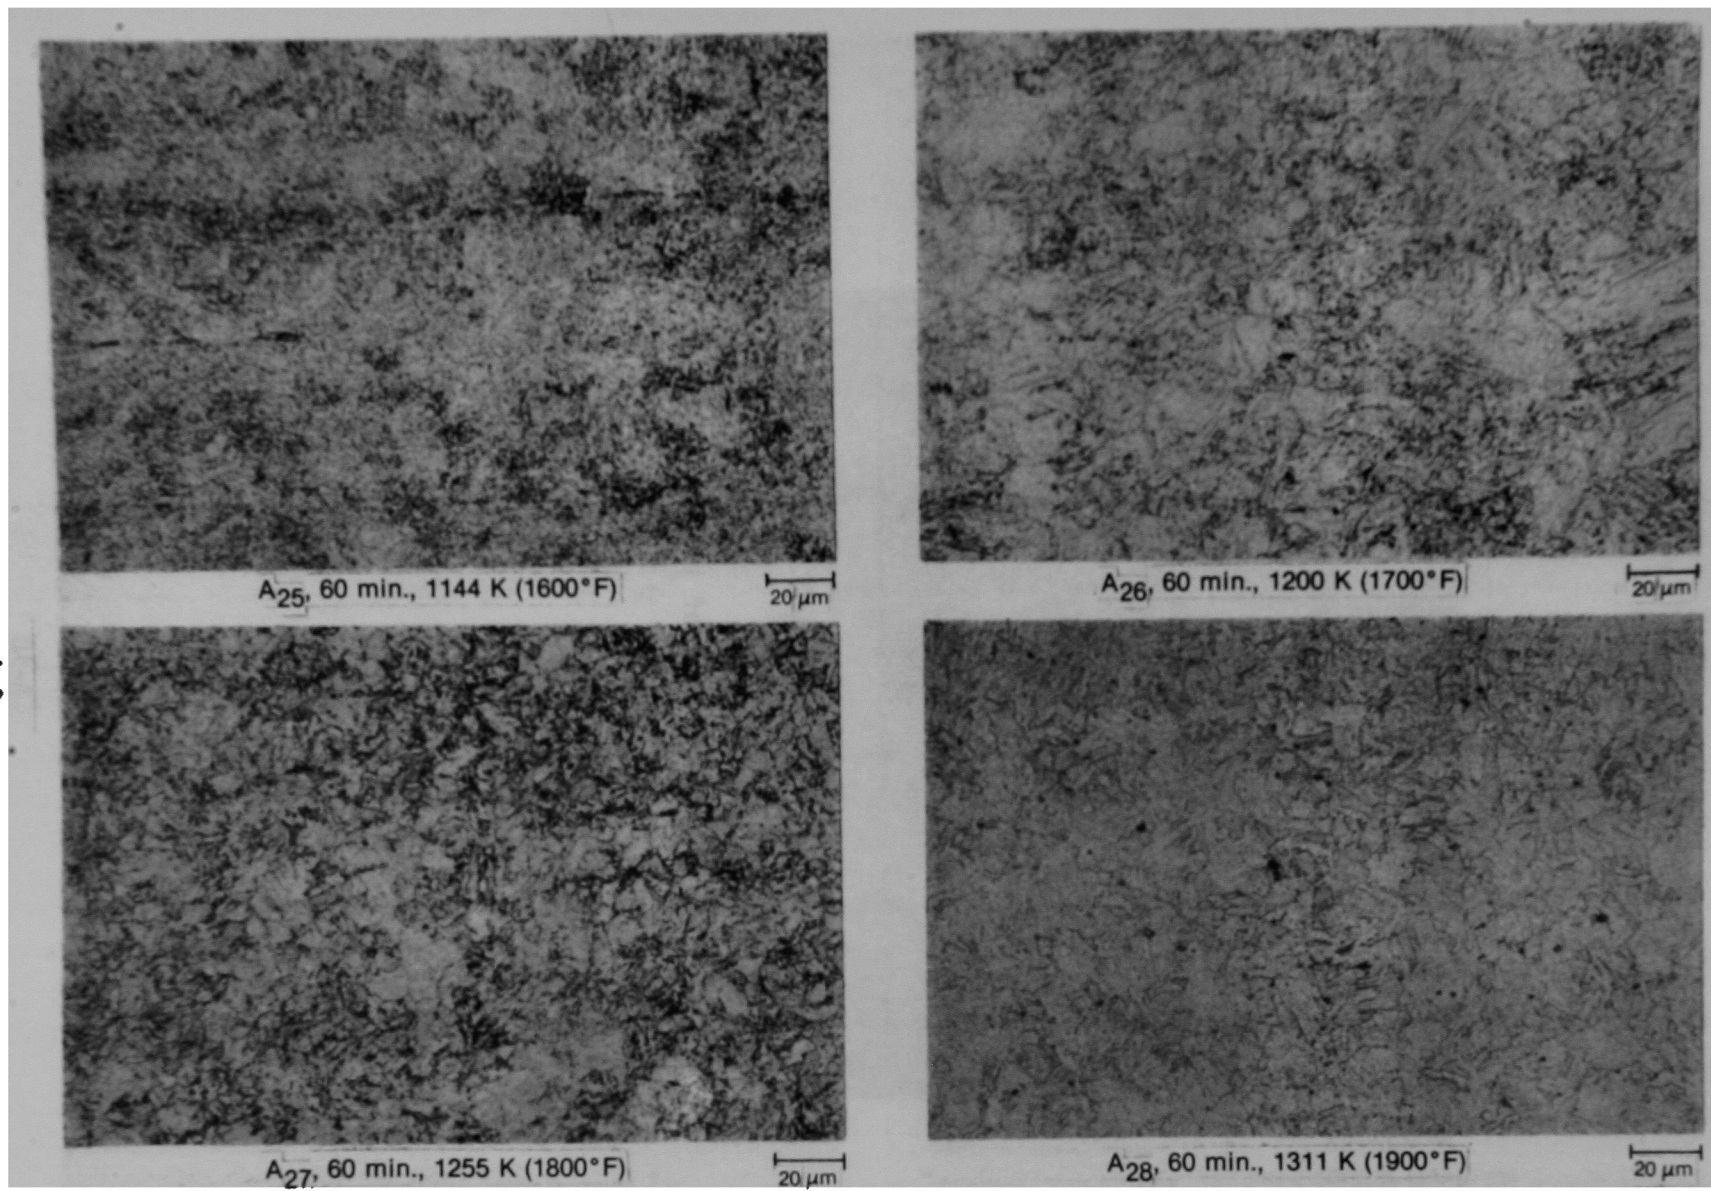 A25, 60 min., 1144 K (1600°F)
20 μm
A26, 60 min., 1200 K (1700°F)
20 μm
A27, 60 min., 1255 K (1800°F)
20 μm
A28, 60 min., 1311 K (1900°F)
20 μm